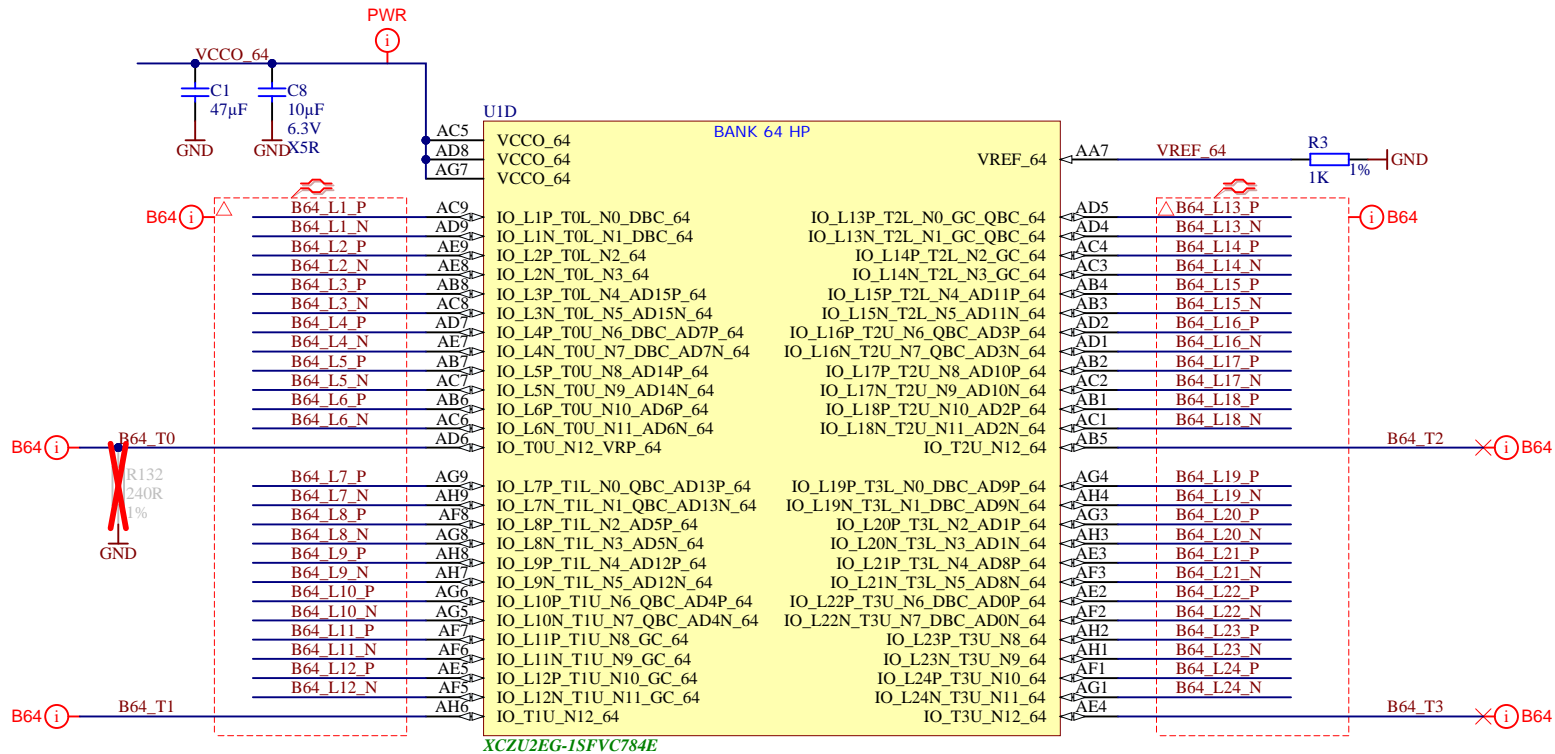 PWR
i
VCCO_64
C1
47µF
GND
C8
10µF
6.3V
X5R
GND
U1D
BANK 64 HP
AC5 VCCO_64
AD8 VCCO_64
AG7 VCCO_64
VREF_64 AA7 VREF_64 R3 1K 1% GND
B64 i
B64_L1_P AC9 IO_L1P_T0L_N0_DBC_64
B64_L1_N AD9 IO_L1N_T0L_N1_DBC_64
B64_L2_P AE9 IO_L2P_T0L_N2_64
B64_L2_N AE8 IO_L2N_T0L_N3_64
B64_L3_P AB8 IO_L3P_T0L_N4_AD15P_64
B64_L3_N AC8 IO_L3N_T0L_N5_AD15N_64
B64_L4_P AD7 IO_L4P_T0U_N6_DBC_AD7P_64
B64_L4_N AE7 IO_L4N_T0U_N7_DBC_AD7N_64
B64_L5_P AB7 IO_L5P_T0U_N8_AD14P_64
B64_L5_N AC7 IO_L5N_T0U_N9_AD14N_64
B64_L6_P AB6 IO_L6P_T0U_N10_AD6P_64
B64_L6_N AC6 IO_L6N_T0U_N11_AD6N_64
B64 i B64_T0 AD6 IO_T0U_N12_VRP_64
R132
240R
1%
GND
B64_L7_P AG9 IO_L7P_T1L_N0_QBC_AD13P_64
B64_L7_N AH9 IO_L7N_T1L_N1_QBC_AD13N_64
B64_L8_P AF8 IO_L8P_T1L_N2_AD5P_64
B64_L8_N AG8 IO_L8N_T1L_N3_AD5N_64
B64_L9_P AH8 IO_L9P_T1L_N4_AD12P_64
B64_L9_N AH7 IO_L9N_T1L_N5_AD12N_64
B64_L10_P AG6 IO_L10P_T1U_N6_QBC_AD4P_64
B64_L10_N AG5 IO_L10N_T1U_N7_QBC_AD4N_64
B64_L11_P AF7 IO_L11P_T1U_N8_GC_64
B64_L11_N AF6 IO_L11N_T1U_N9_GC_64
B64_L12_P AE5 IO_L12P_T1U_N10_GC_64
B64_L12_N AF5 IO_L12N_T1U_N11_GC_64
B64 i B64_T1 AH6 IO_T1U_N12_64
IO_L13P_T2L_N0_GC_QBC_64 AD5 B64_L13_P
i B64
IO_L13N_T2L_N1_GC_QBC_64 AD4 B64_L13_N
IO_L14P_T2L_N2_GC_64 AC4 B64_L14_P
IO_L14N_T2L_N3_GC_64 AC3 B64_L14_N
IO_L15P_T2L_N4_AD11P_64 AB4 B64_L15_P
IO_L15N_T2L_N5_AD11N_64 AB3 B64_L15_N
IO_L16P_T2U_N6_QBC_AD3P_64 AD2 B64_L16_P
IO_L16N_T2U_N7_QBC_AD3N_64 AD1 B64_L16_N
IO_L17P_T2U_N8_AD10P_64 AB2 B64_L17_P
IO_L17N_T2U_N9_AD10N_64 AC2 B64_L17_N
IO_L18P_T2U_N10_AD2P_64 AB1 B64_L18_P
IO_L18N_T2U_N11_AD2N_64 AC1 B64_L18_N
IO_T2U_N12_64 AB5 B64_T2 i B64
IO_L19P_T3L_N0_DBC_AD9P_64 AG4 B64_L19_P
IO_L19N_T3L_N1_DBC_AD9N_64 AH4 B64_L19_N
IO_L20P_T3L_N2_AD1P_64 AG3 B64_L20_P
IO_L20N_T3L_N3_AD1N_64 AH3 B64_L20_N
IO_L21P_T3L_N4_AD8P_64 AE3 B64_L21_P
IO_L21N_T3L_N5_AD8N_64 AF3 B64_L21_N
IO_L22P_T3U_N6_DBC_AD0P_64 AE2 B64_L22_P
IO_L22N_T3U_N7_DBC_AD0N_64 AF2 B64_L22_N
IO_L23P_T3U_N8_64 AH2 B64_L23_P
IO_L23N_T3U_N9_64 AH1 B64_L23_N
IO_L24P_T3U_N10_64 AF1 B64_L24_P
IO_L24N_T3U_N11_64 AG1 B64_L24_N
IO_T3U_N12_64 AE4 B64_T3 i B64
XCZU2EG-1SFVC784E